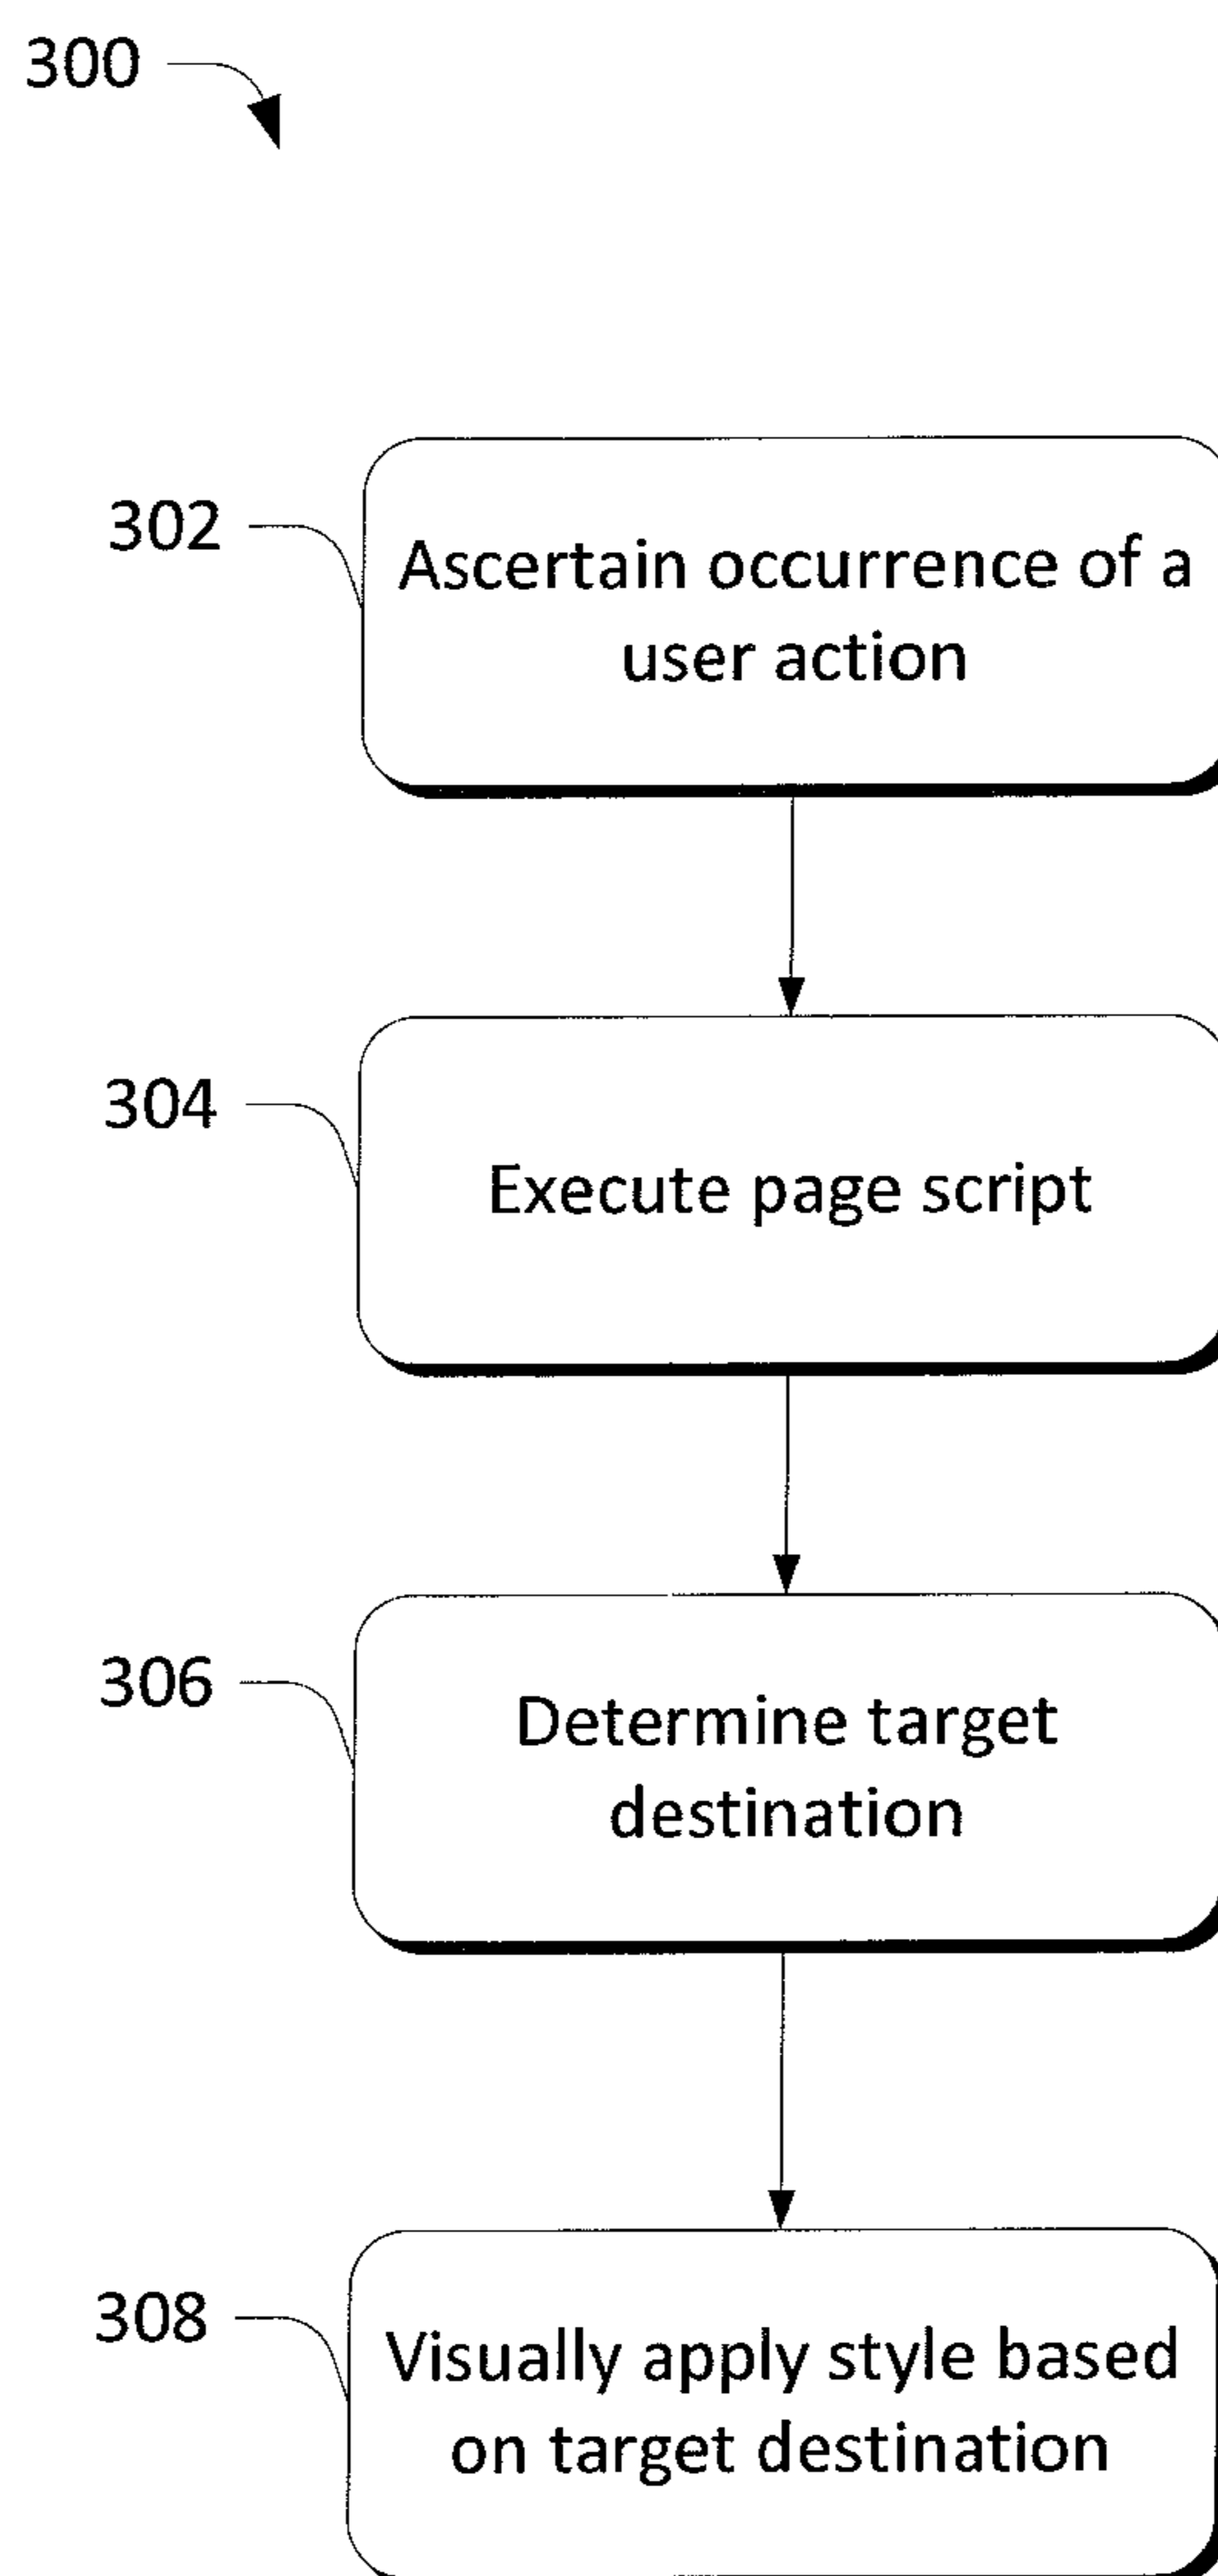 300
302
Ascertain occurrence of a
user action
304
Execute page script
306
Determine target
destination
308
Visually apply style based
on target destination